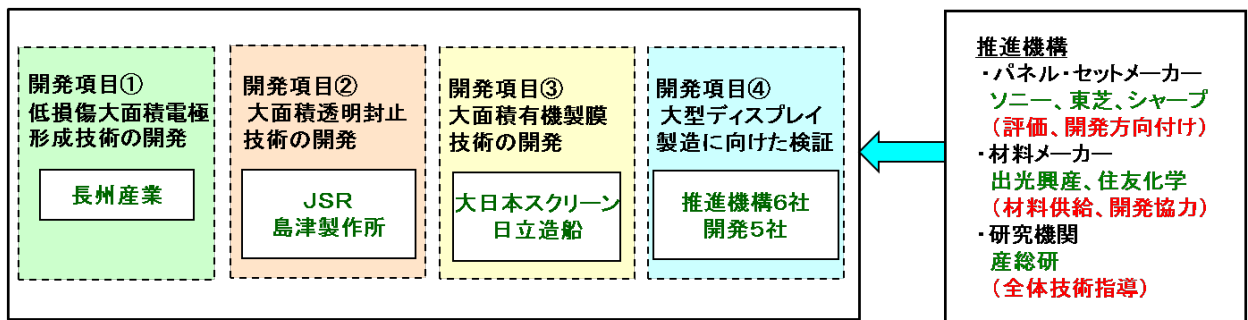 開発項目①
低損傷大面積電極
形成技術の開発
長州産業
開発項目②
大面積透明封止
技術の開発
JSR
島津製作所
開発項目③
大面積有機製膜
技術の開発
大日本スクリーン
日立造船
開発項目④
大型ディスプレイ
製造に向けた検証
推進機構6社
開発5社
推進機構
・パネル・セットメーカー
ソニー、東芝、シャープ
(評価、開発方向付け)
・材料メーカー
出光興産、住友化学
(材料供給、開発協力)
・研究機関
産総研
(全体技術指導)